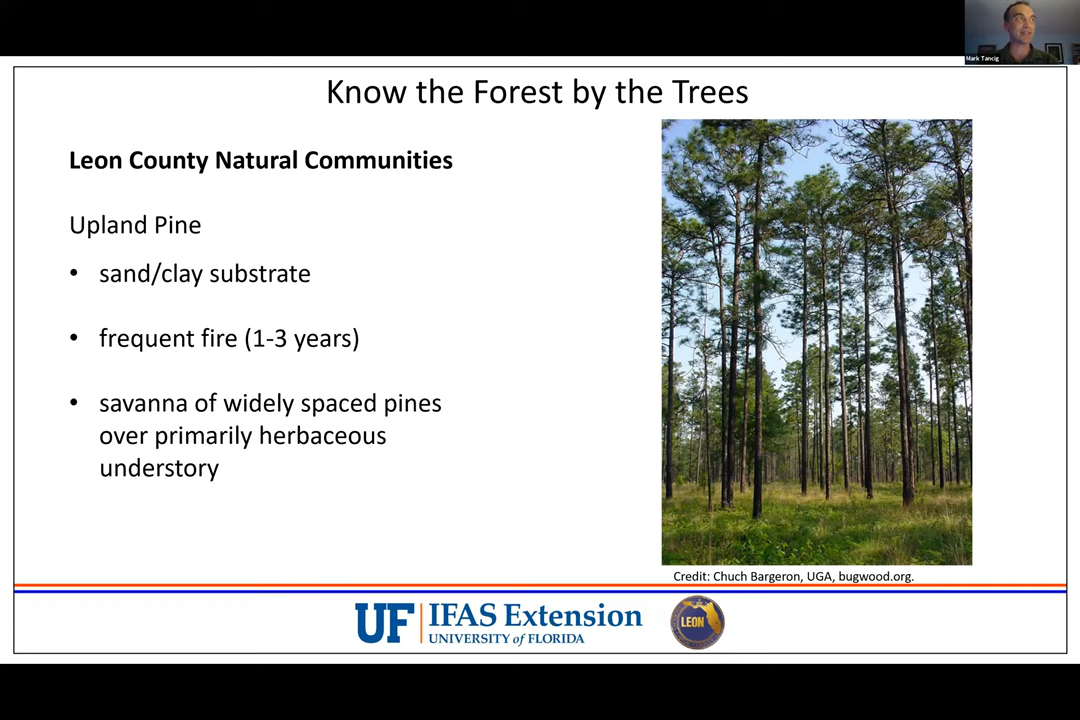 Mark Tancig
Know the Forest by the Trees
Leon County Natural Communities
Upland Pine
• sand/clay substrate
• frequent fire (1-3 years)
• savanna of widely spaced pines
over primarily herbaceous
understory
Credit: Chuch Bargeron, UGA, bugwood.org.
UF IFAS Extension
UNIVERSITY of FLORIDA
LEON